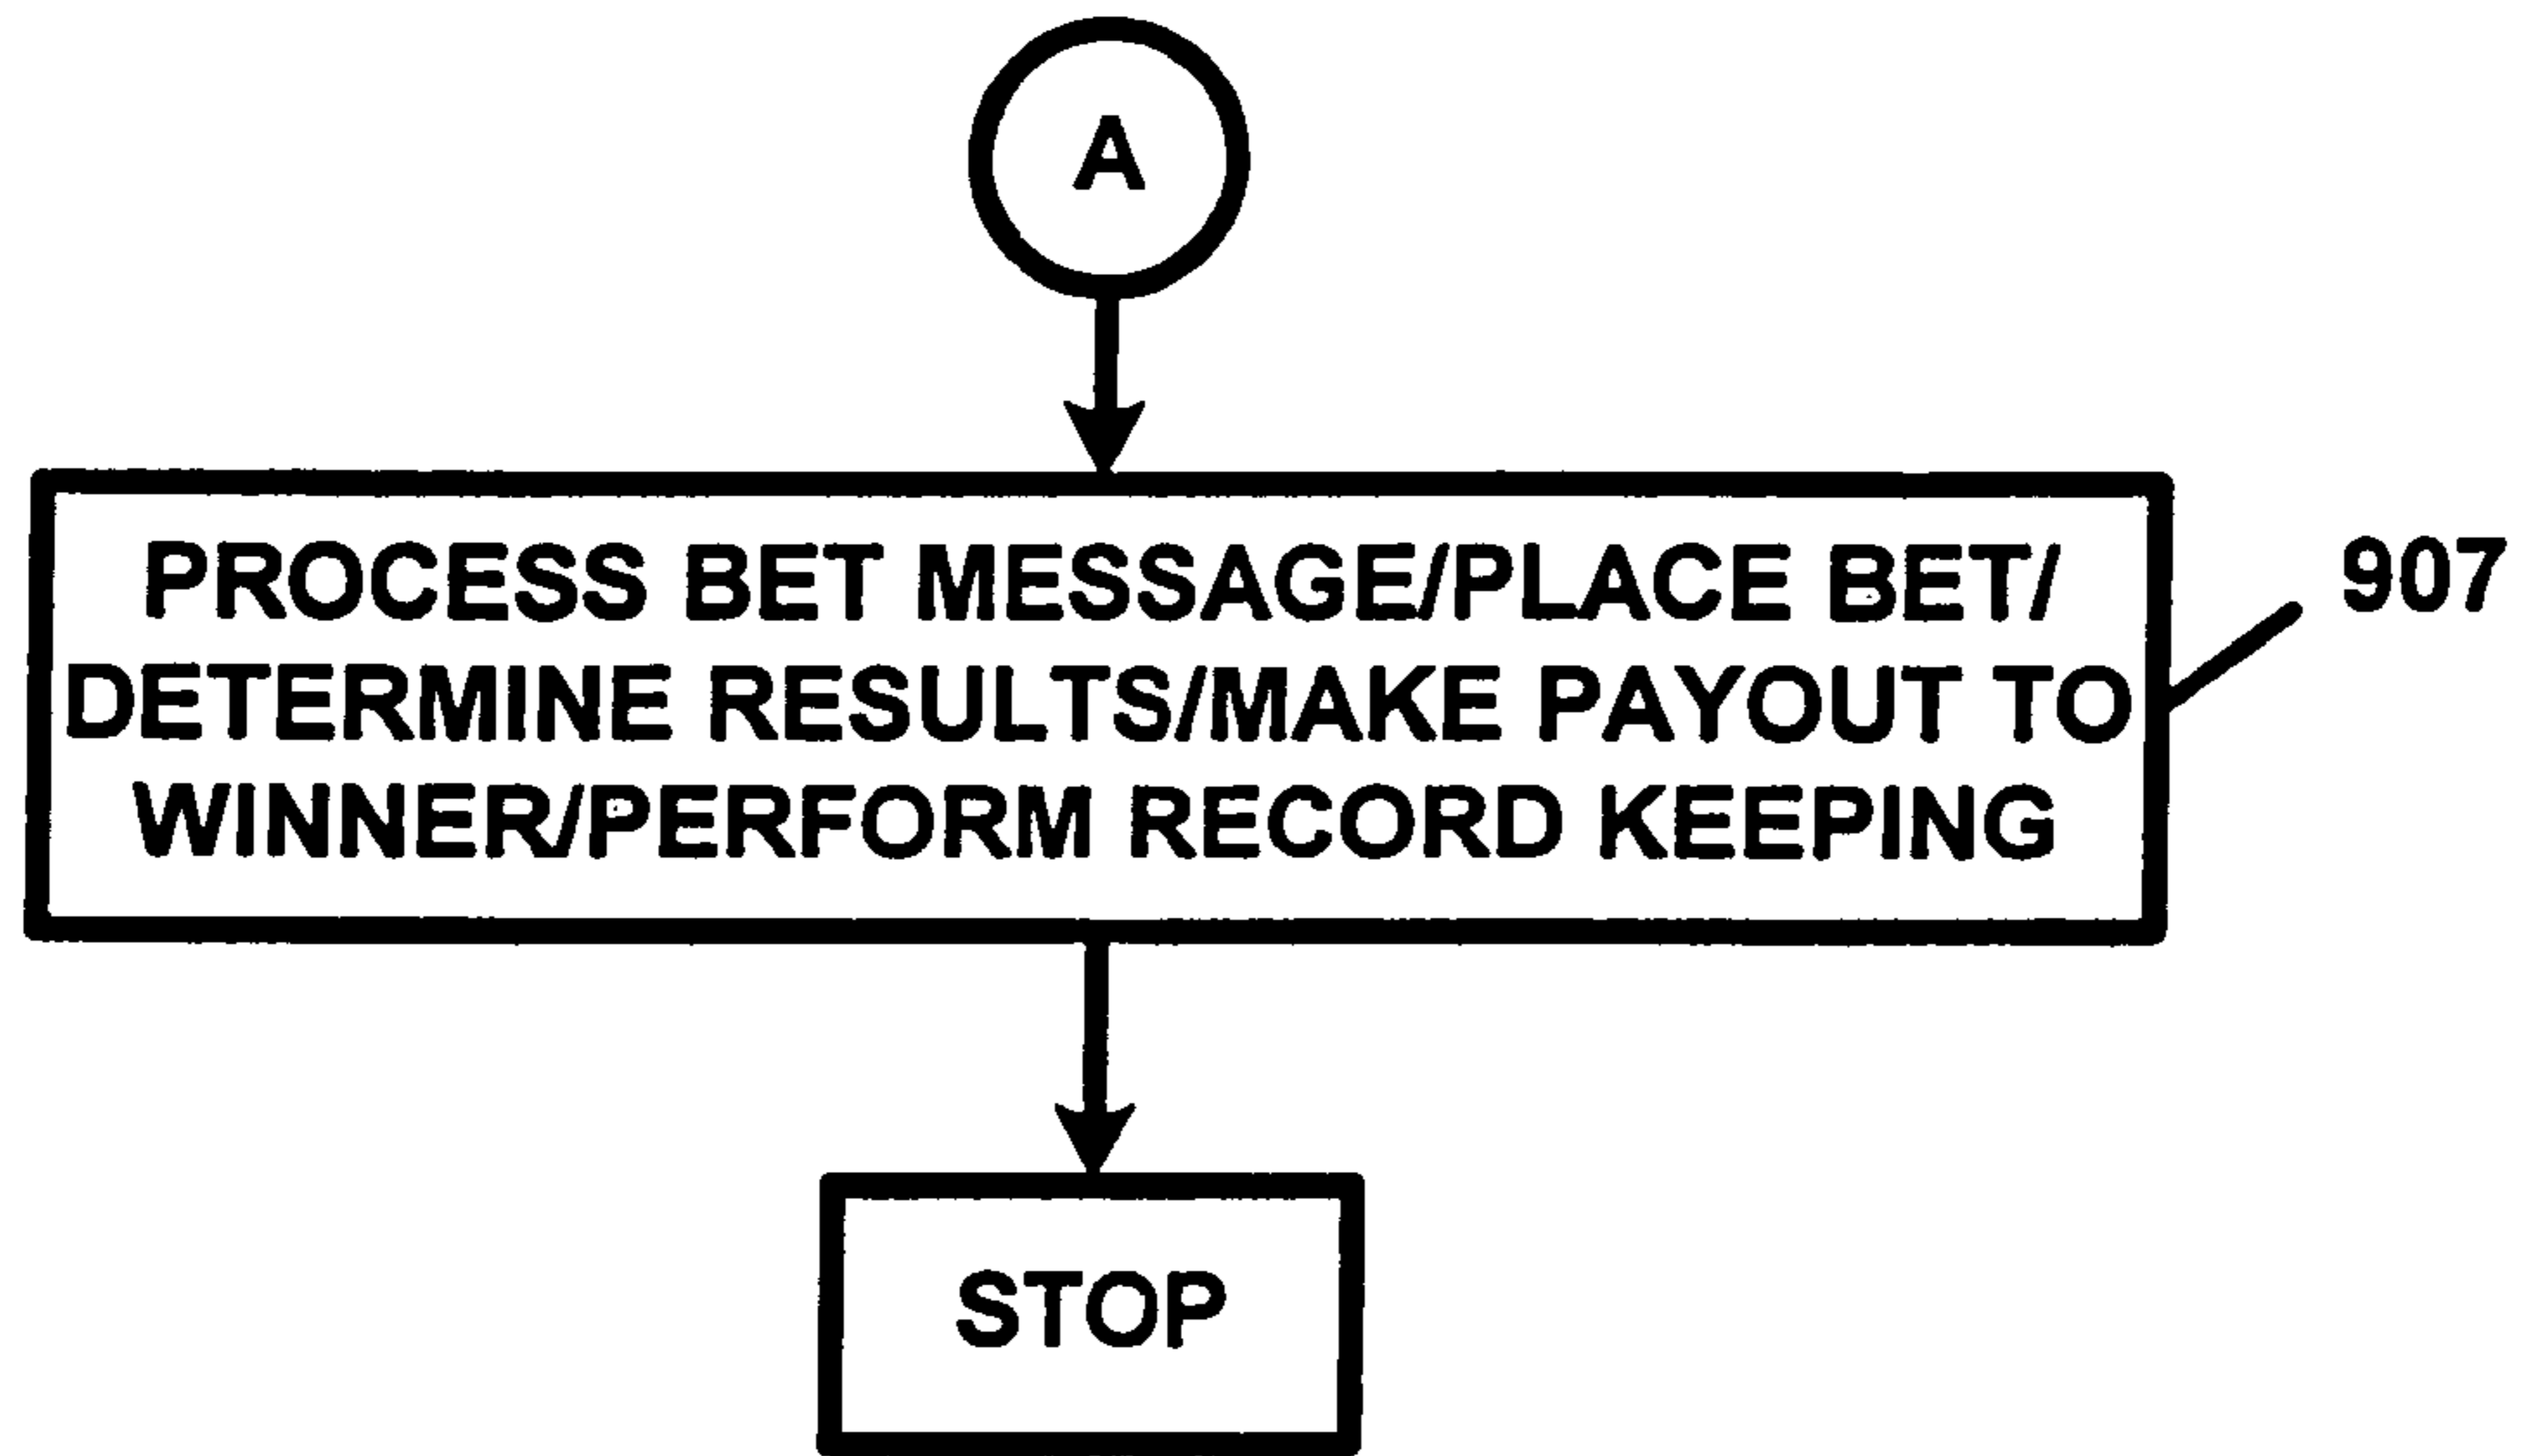 A
PROCESS BET MESSAGE/PLACE BET/
DETERMINE RESULTS/MAKE PAYOUT TO
WINNER/PERFORM RECORD KEEPING
907
STOP